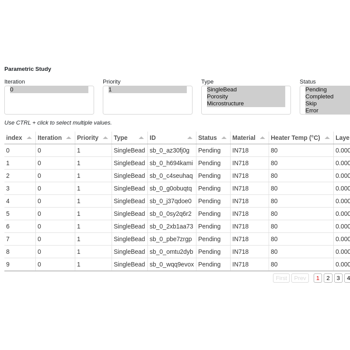 Parametric Study
Iteration Priority Type Status
0 1 SingleBead Pending
Porosity Completed
Microstructure Skip
Error
Use CTRL + click to select multiple values.
index Iteration Priority Type ID Status Material Heater Temp (°C) Laye
0 0 1 SingleBead sb_0_az30fj0g Pending IN718 80 0.000
1 0 1 SingleBead sb_0_h694kami Pending IN718 80 0.000
2 0 1 SingleBead sb_0_c4seuhqj Pending IN718 80 0.000
3 0 1 SingleBead sb_0_g0obuqtq Pending IN718 80 0.000
4 0 1 SingleBead sb_0_j37qdoe0 Pending IN718 80 0.000
5 0 1 SingleBead sb_0_0sy2q6r2 Pending IN718 80 0.000
6 0 1 SingleBead sb_0_2xb1aa73 Pending IN718 80 0.000
7 0 1 SingleBead sb_0_pbe7zrgp Pending IN718 80 0.000
8 0 1 SingleBead sb_0_omtu2dyb Pending IN718 80 0.000
9 0 1 SingleBead sb_0_wqq9evox Pending IN718 80 0.000
First Prev 1 2 3 4